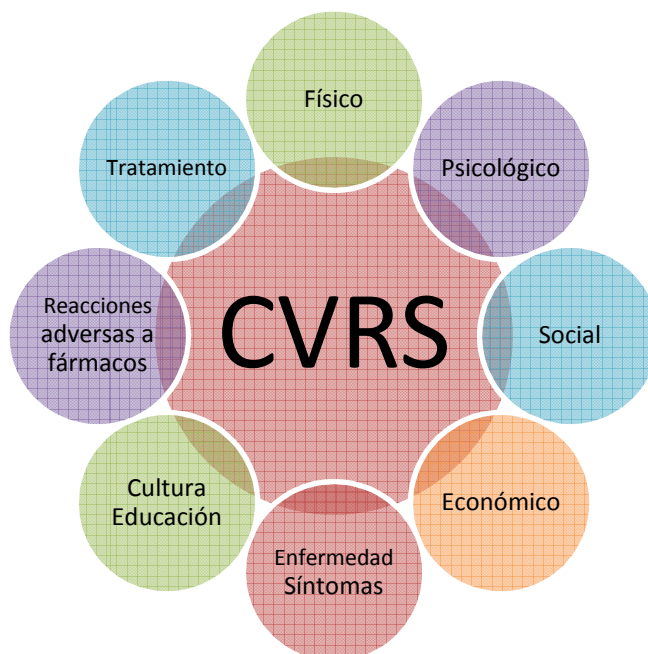 Físico
Tratamiento
Psicológico
Reacciones
adversas a
fármacos
CVRS
Social
Cultura
Educación
Económico
Enfermedad
Síntomas